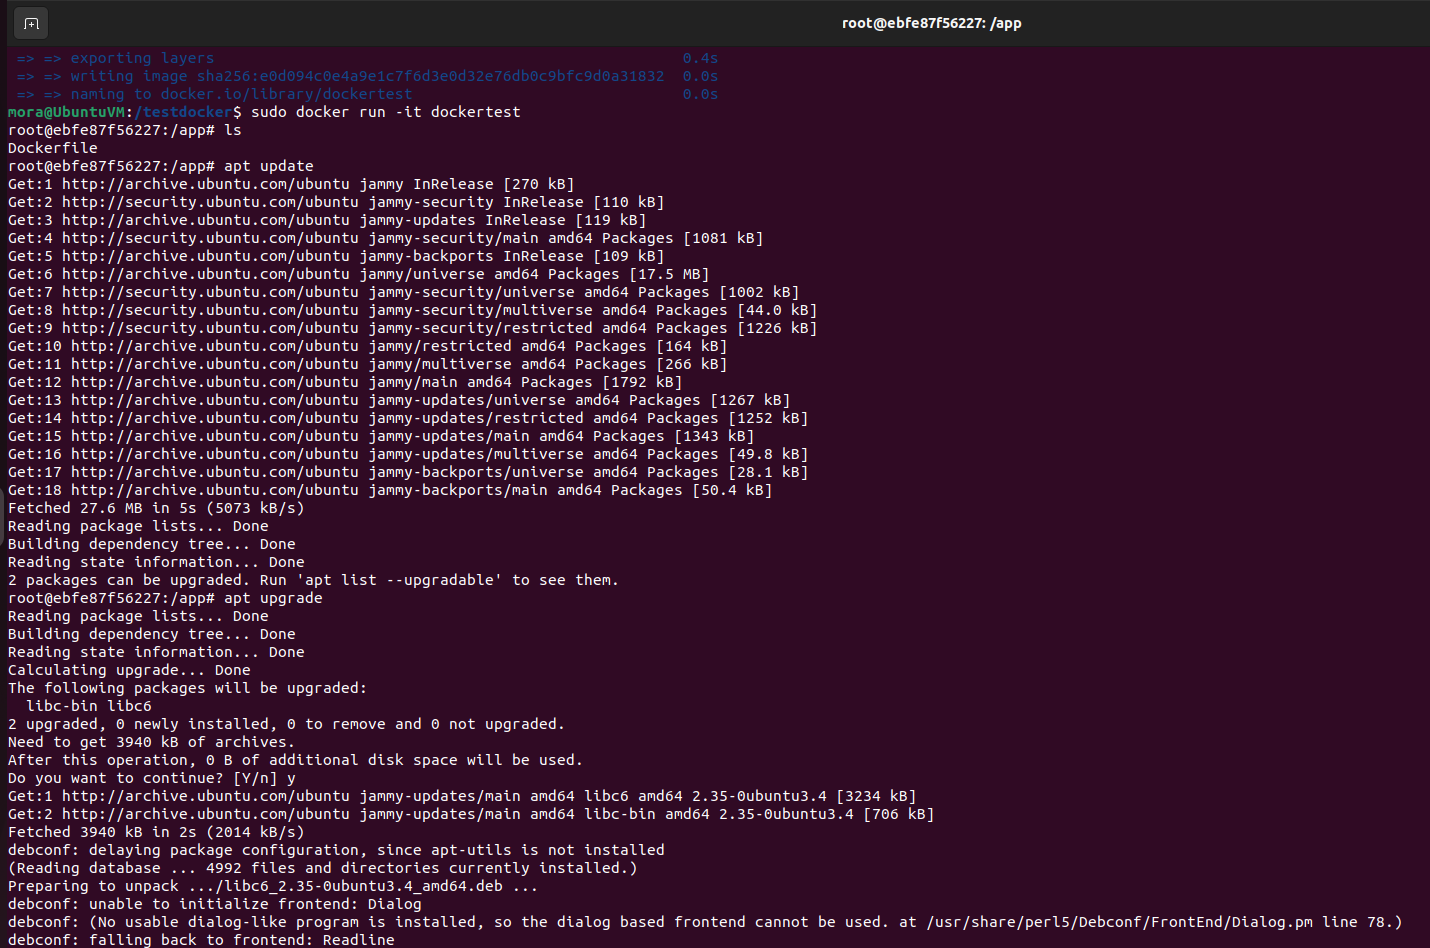 root@ebfe87f56227: /app
=> => exporting layers 0.4s
=> => writing image sha256:e0d094c0e4a9e1c7f6d3e0d32e76db0c9bfc9d0a31832 0.0s
=> => naming to docker.io/library/dockertest 0.0s
mora@UbuntuVM:/testdocker$ sudo docker run -it dockertest
root@ebfe87f56227:/app# ls
Dockerfile
root@ebfe87f56227:/app# apt update
Get:1 http://archive.ubuntu.com/ubuntu jammy InRelease [270 kB]
Get:2 http://security.ubuntu.com/ubuntu jammy-security InRelease [110 kB]
Get:3 http://archive.ubuntu.com/ubuntu jammy-updates InRelease [119 kB]
Get:4 http://security.ubuntu.com/ubuntu jammy-security/main amd64 Packages [1081 kB]
Get:5 http://archive.ubuntu.com/ubuntu jammy-backports InRelease [109 kB]
Get:6 http://archive.ubuntu.com/ubuntu jammy/universe amd64 Packages [17.5 MB]
Get:7 http://security.ubuntu.com/ubuntu jammy-security/universe amd64 Packages [1002 kB]
Get:8 http://security.ubuntu.com/ubuntu jammy-security/multiverse amd64 Packages [44.0 kB]
Get:9 http://security.ubuntu.com/ubuntu jammy-security/restricted amd64 Packages [1226 kB]
Get:10 http://archive.ubuntu.com/ubuntu jammy/restricted amd64 Packages [164 kB]
Get:11 http://archive.ubuntu.com/ubuntu jammy/multiverse amd64 Packages [266 kB]
Get:12 http://archive.ubuntu.com/ubuntu jammy/main amd64 Packages [1792 kB]
Get:13 http://archive.ubuntu.com/ubuntu jammy-updates/universe amd64 Packages [1267 kB]
Get:14 http://archive.ubuntu.com/ubuntu jammy-updates/restricted amd64 Packages [1252 kB]
Get:15 http://archive.ubuntu.com/ubuntu jammy-updates/main amd64 Packages [1343 kB]
Get:16 http://archive.ubuntu.com/ubuntu jammy-updates/multiverse amd64 Packages [49.8 kB]
Get:17 http://archive.ubuntu.com/ubuntu jammy-backports/universe amd64 Packages [28.1 kB]
Get:18 http://archive.ubuntu.com/ubuntu jammy-backports/main amd64 Packages [50.4 kB]
Fetched 27.6 MB in 5s (5073 kB/s)
Reading package lists... Done
Building dependency tree... Done
Reading state information... Done
2 packages can be upgraded. Run 'apt list --upgradable' to see them.
root@ebfe87f56227:/app# apt upgrade
Reading package lists... Done
Building dependency tree... Done
Reading state information... Done
Calculating upgrade... Done
The following packages will be upgraded:
libc-bin libc6
2 upgraded, 0 newly installed, 0 to remove and 0 not upgraded.
Need to get 3940 kB of archives.
After this operation, 0 B of additional disk space will be used.
Do you want to continue? [Y/n] y
Get:1 http://archive.ubuntu.com/ubuntu jammy-updates/main amd64 libc6 amd64 2.35-0ubuntu3.4 [3234 kB]
Get:2 http://archive.ubuntu.com/ubuntu jammy-updates/main amd64 libc-bin amd64 2.35-0ubuntu3.4 [706 kB]
Fetched 3940 kB in 2s (2014 kB/s)
debconf: delaying package configuration, since apt-utils is not installed
(Reading database ... 4992 files and directories currently installed.)
Preparing to unpack .../libc6_2.35-0ubuntu3.4_amd64.deb ...
debconf: unable to initialize frontend: Dialog
debconf: (No usable dialog-like program is installed, so the dialog based frontend cannot be used. at /usr/share/perl5/Debconf/FrontEnd/Dialog.pm line 78.)
debconf: falling back to frontend: Readline